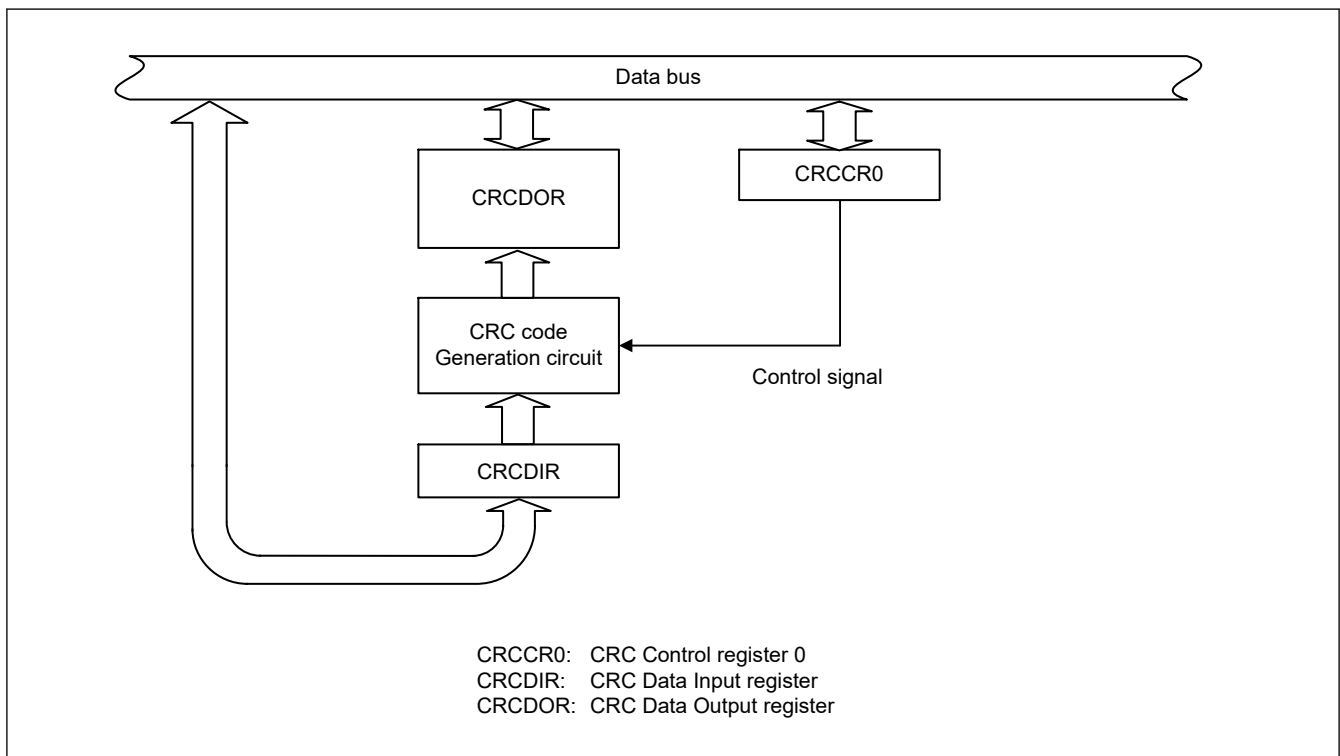 Data bus
CRCDOR
CRCCR0
CRC code
Generation circuit
Control signal
CRCDIR
CRCCR0: CRC Control register 0
CRCDIR: CRC Data Input register
CRCDOR: CRC Data Output register